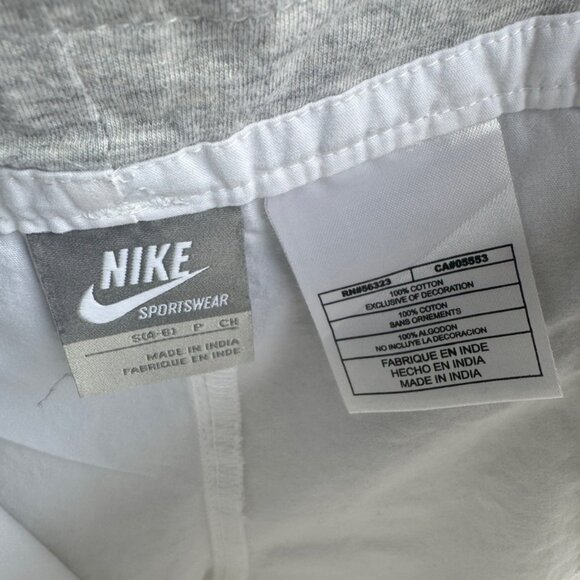 NIKE
SPORTSWEAR
S(4-6) P CH
MADE IN INDIA
FABRIQUE EN INDE
RN#56323 CA#05553
100% COTTON
EXCLUSIVE OF DECORATION
100% COTON
SANS ORNEMENTS
100% ALGODON
NO INCLUYE LA DECORACION
FABRIQUE EN INDE
HECHO EN INDIA
MADE IN INDIA